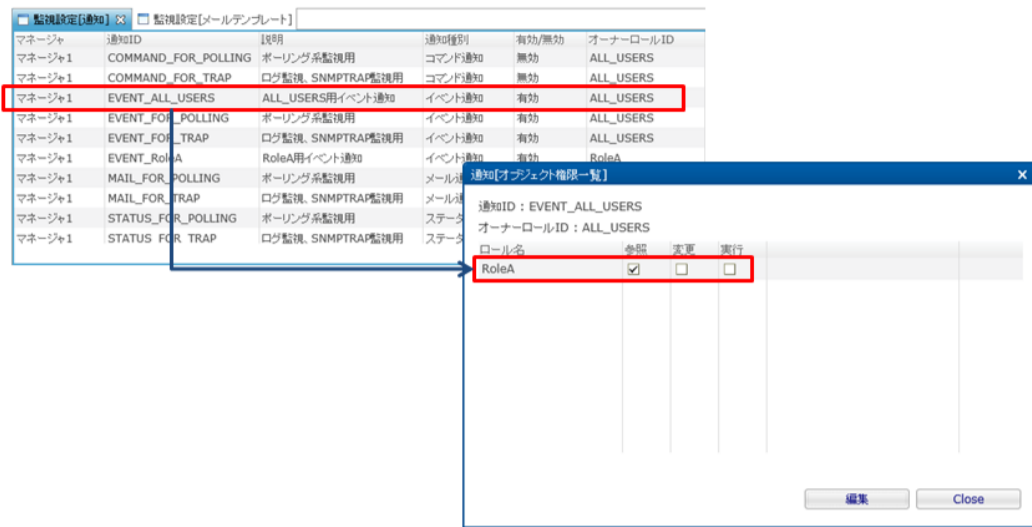 監視設定[通知] 監視設定[メールテンプレート]
マネージャ 通知ID 説明 通知種別 有効/無効 オーナーロールID
マネージャ1 COMMAND_FOR_POLLING ポーリング系監視用 コマンド通知 無効 ALL_USERS
マネージャ1 COMMAND_FOR_TRAP ログ監視、SNMPTRAP監視用 コマンド通知 無効 ALL_USERS
マネージャ1 EVENT_ALL_USERS ALL_USERS用イベント通知 イベント通知 有効 ALL_USERS
マネージャ1 EVENT_FOR_POLLING ポーリング系監視用 イベント通知 有効 ALL_USERS
マネージャ1 EVENT_FOR_TRAP ログ監視、SNMPTRAP監視用 イベント通知 有効 ALL_USERS
マネージャ1 EVENT_RoleA RoleA用イベント通知 イベント通知 有効 RoleA
マネージャ1 MAIL_FOR_POLLING ポーリング系監視用 メール通
マネージャ1 MAIL_FOR_TRAP ログ監視、SNMPTRAP監視用 メール通
マネージャ1 STATUS_FOR_POLLING ポーリング系監視用 ステータ
マネージャ1 STATUS_FOR_TRAP ログ監視、SNMPTRAP監視用 ステータ
通知[オブジェクト権限一覧]
通知ID : EVENT_ALL_USERS
オーナーロールID : ALL_USERS
ロール名 参照 変更 実行
RoleA
編集 Close